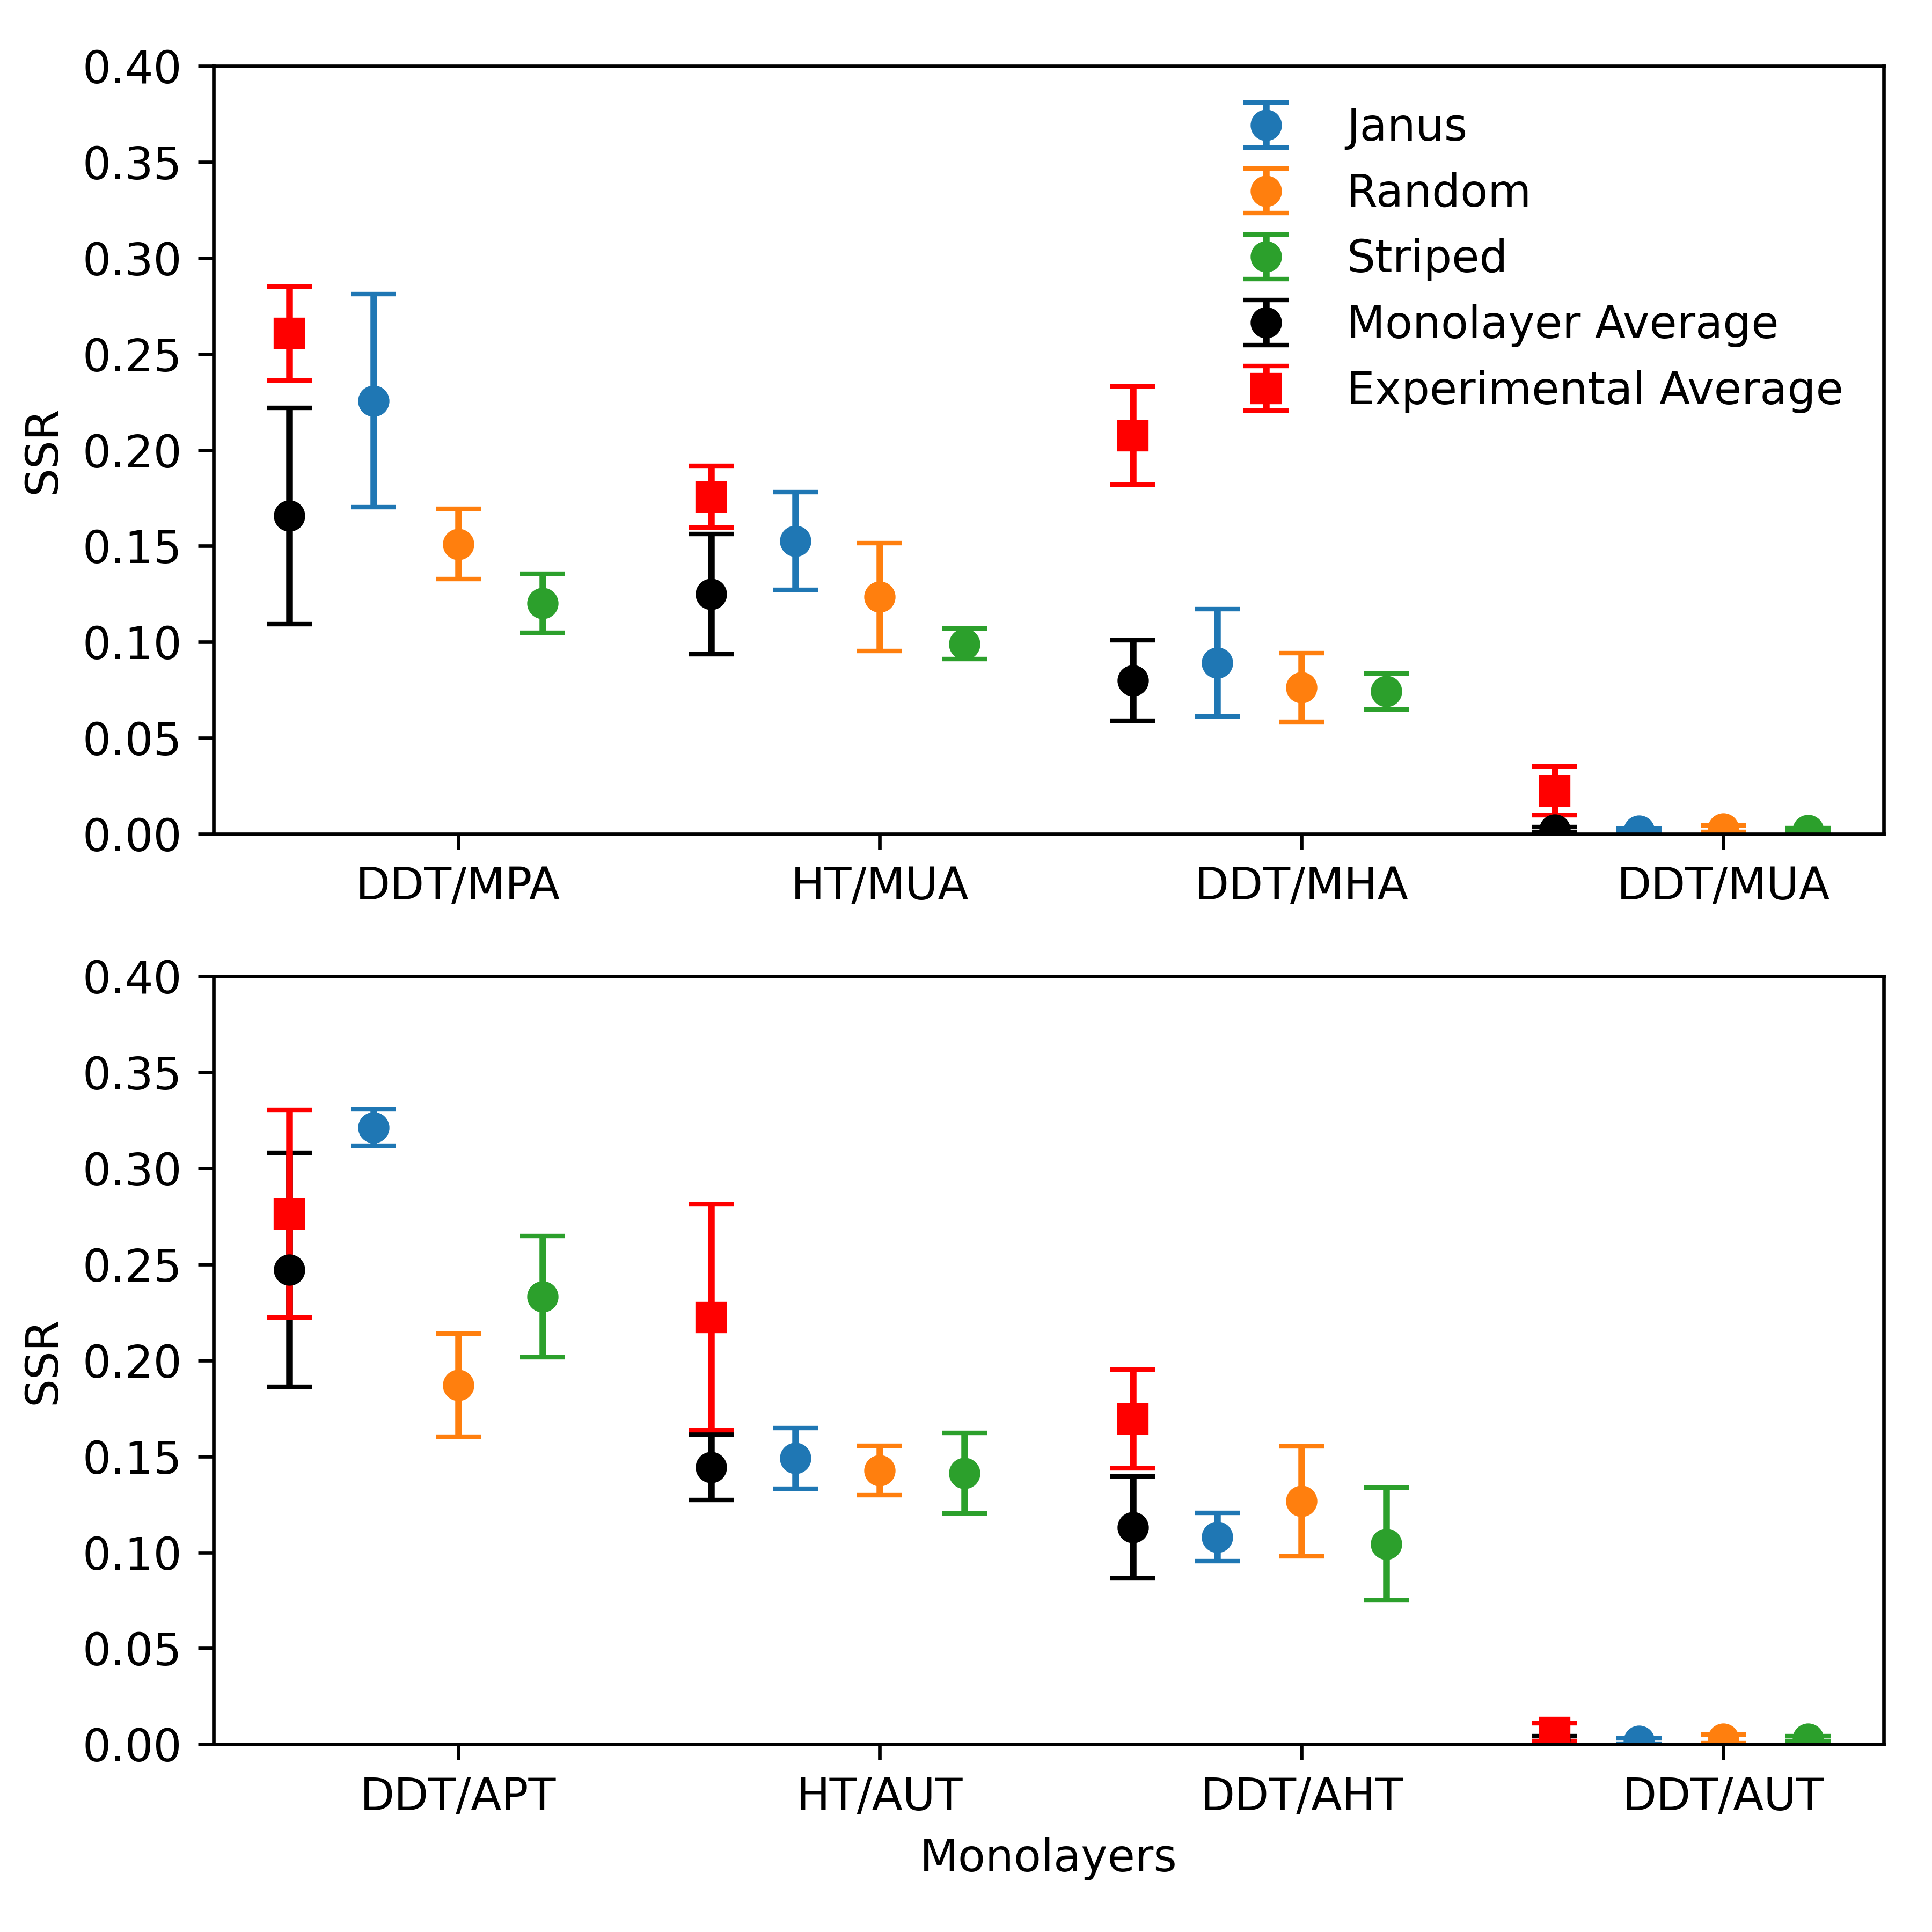 0.40
0.35
0.30
0.25
0.20
0.15
0.10
0.05
0.00
SSR
Janus
Random
Striped
Monolayer Average
Experimental Average
DDT/MPA HT/MUA DDT/MHA DDT/MUA
0.40
0.35
0.30
0.25
0.20
0.15
0.10
0.05
0.00
SSR
DDT/APT HT/AUT DDT/AHT DDT/AUT
Monolayers